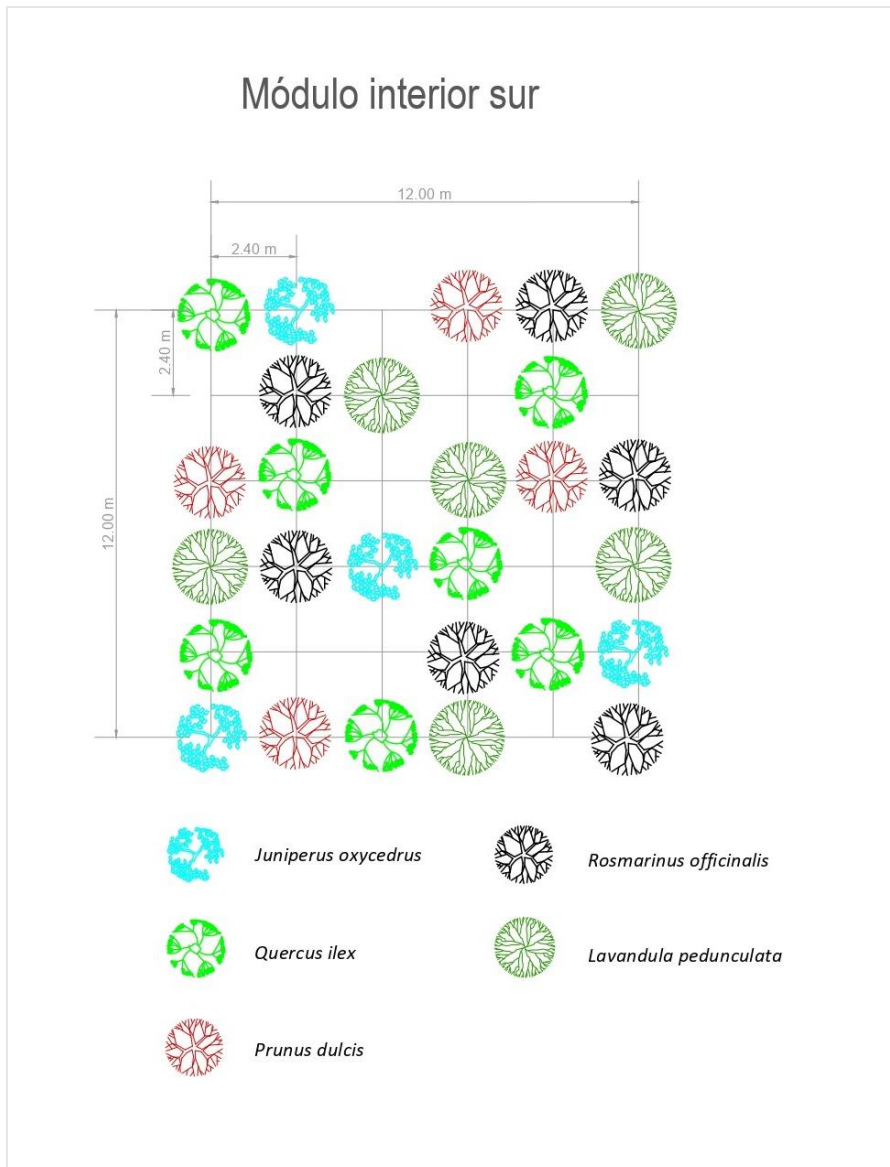 Módulo interior sur
12.00 m
2.40 m
2.40 m
12.00 m
Juniperus oxycedrus
Rosmarinus officinalis
Quercus ilex
Lavandula pedunculata
Prunus dulcis